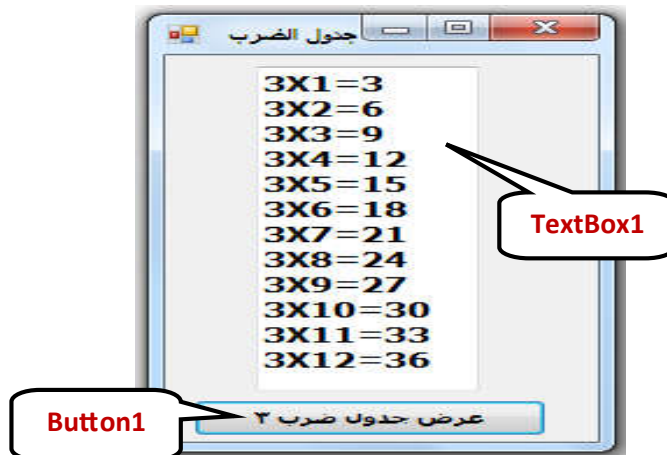 جدول الضرب
3X1=3
3X2=6
3X3=9
3X4=12
3X5=15
3X6=18
3X7=21
3X8=24
3X9=27
3X10=30
3X11=33
3X12=36
TextBox1
Button1
عرض جدول ضرب ٣